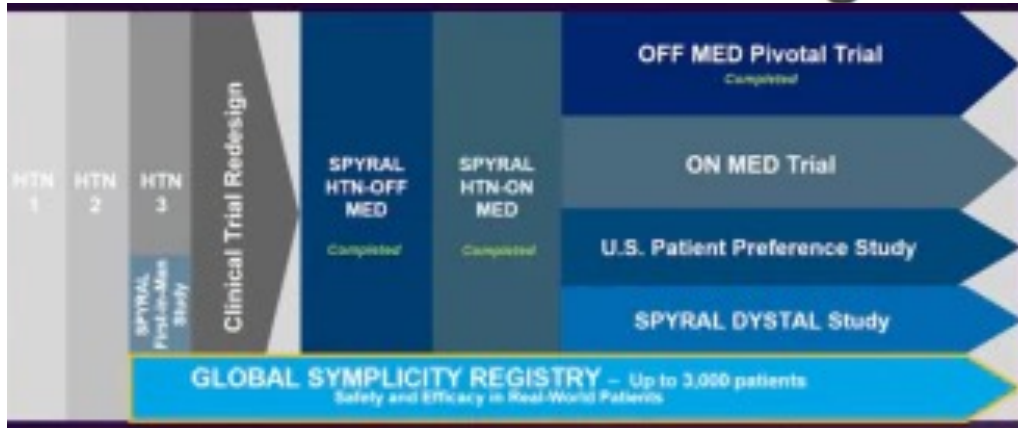 HTN
1
HTN
2
HTN
3
SPYRAL
First-in-Man
Study
Clinical Trial Redesign
SPYRAL
HTN-OFF
MED
Completed
SPYRAL
HTN-ON
MED
Completed
OFF MED Pivotal Trial
Completed
ON MED Trial
U.S. Patient Preference Study
SPYRAL DYSTAL Study
GLOBAL SYMPLICITY REGISTRY – Up to 3,000 patients
Safety and Efficacy in Real-World Patients